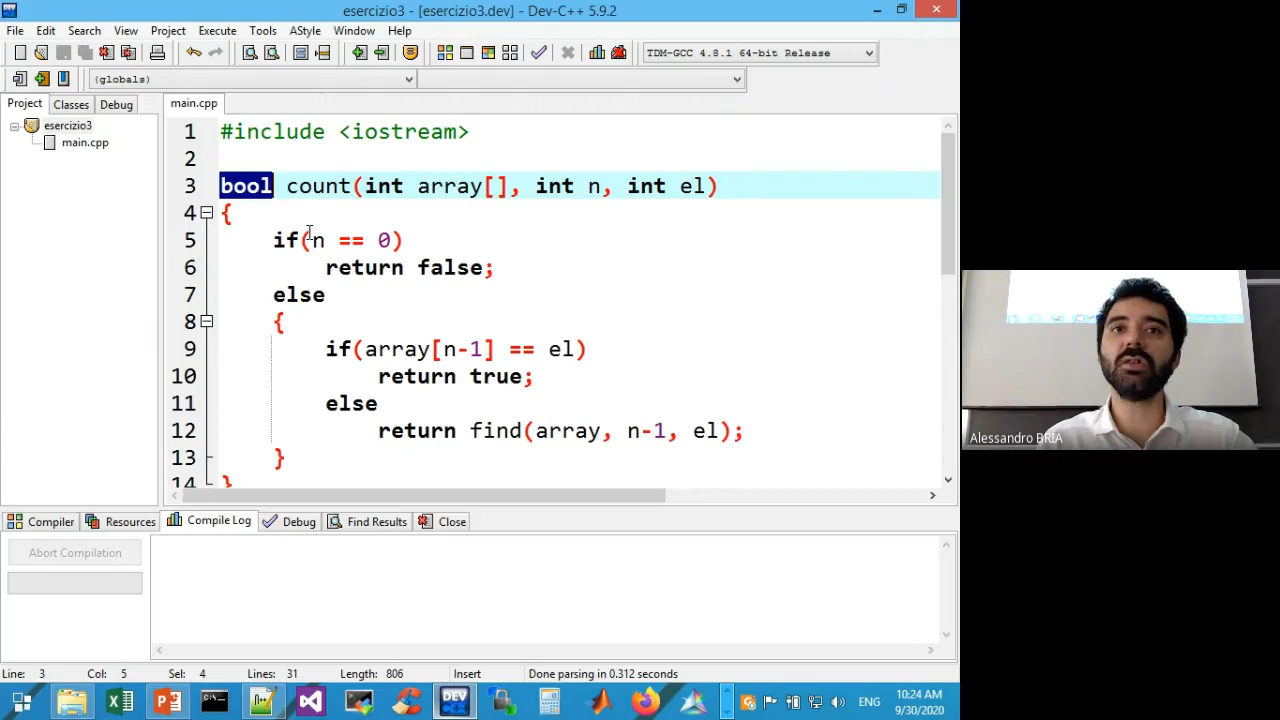 esercizio3 - [esercizio3.dev] - Dev-C++ 5.9.2
File Edit Search View Project Execute Tools AStyle Window Help
TDM-GCC 4.8.1 64-bit Release
(globals)
Project Classes Debug main.cpp
esercizio3
main.cpp
1 #include <iostream>
2
3 bool count(int array[], int n, int el)
4 {
5 if(n == 0)
6 return false;
7 else
8 {
9 if(array[n-1] == el)
10 return true;
11 else
12 return find(array, n-1, el);
13 }
14 }
Alessandro BRIA
Compiler Resources Compile Log Debug Find Results Close
Abort Compilation
Line: 3 Col: 5 Sel: 4 Lines: 31 Length: 806 Insert Done parsing in 0.312 seconds
DEV
ENG
10:24 AM
9/30/2020